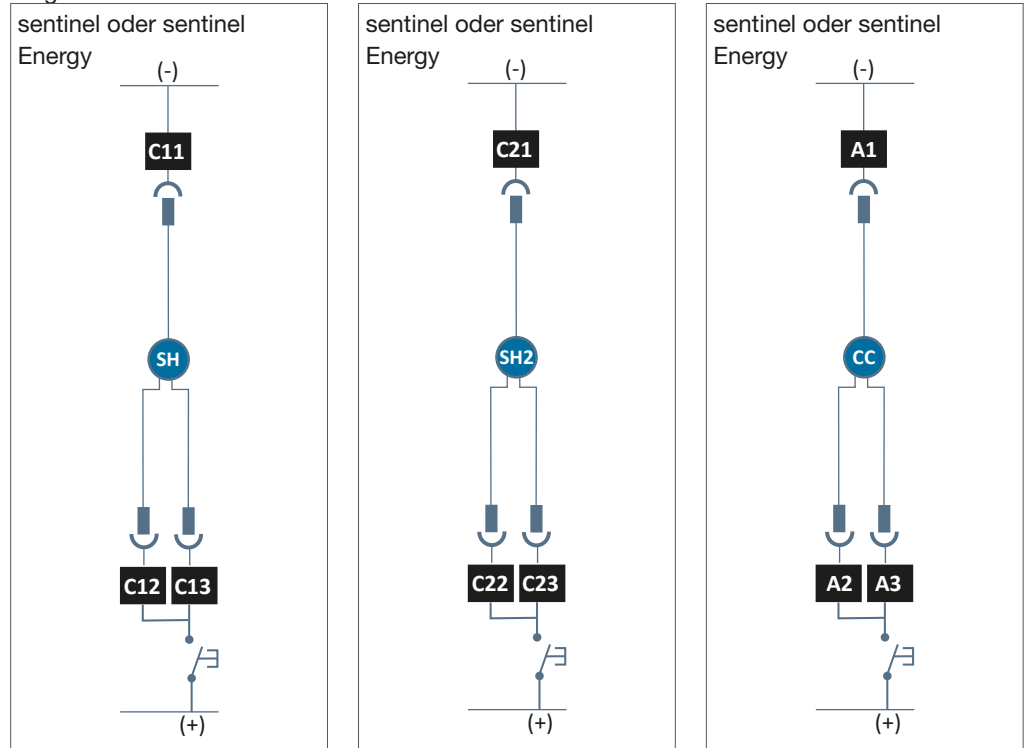 sentinel oder sentinel
Energy
(-)
C11
SH
C12 C13
(+)
sentinel oder sentinel
Energy
(-)
C21
SH2
C22 C23
(+)
sentinel oder sentinel
Energy
(-)
A1
CC
A2 A3
(+)